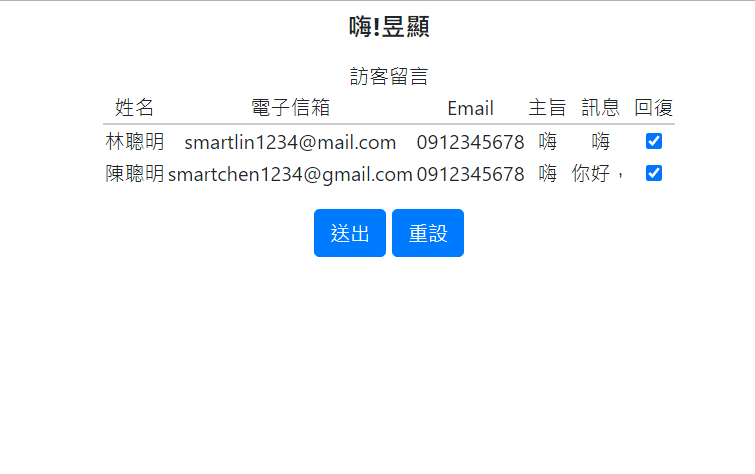 嗨!昱顯
訪客留言
姓名 電子信箱 Email 主旨 訊息 回復
林聰明 smartlin1234@mail.com 0912345678 嗨 嗨
陳聰明 smartchen1234@gmail.com 0912345678 嗨 你好，
送出 重設